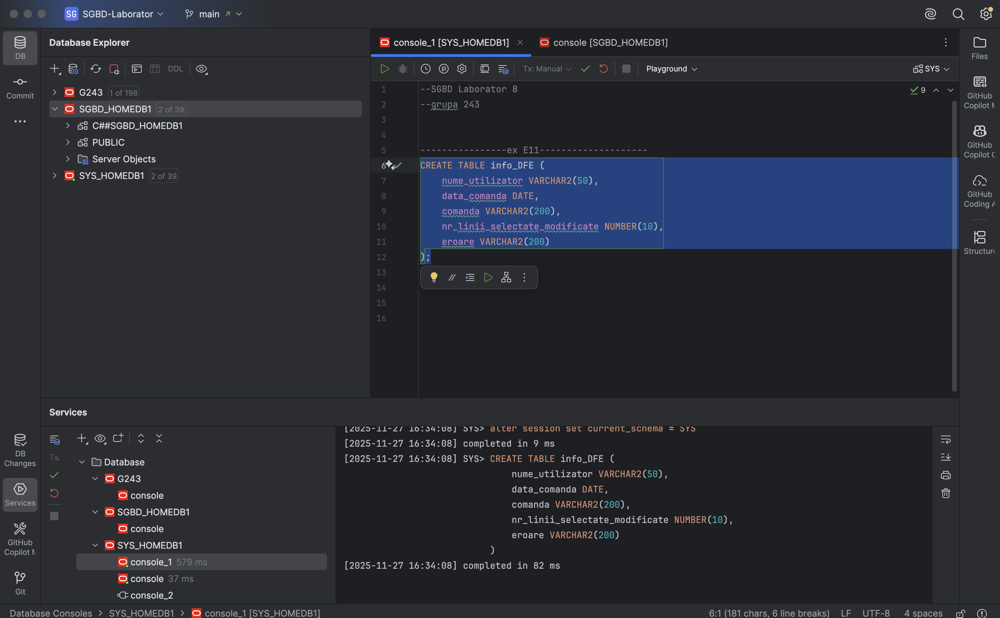 SG SGBD-Laborator main
DB
Commit
Database Explorer
DDL
G243 1 of 198
SGBD_HOMEDB1 2 of 39
C##SGBD_HOMEDB1
PUBLIC
Server Objects
SYS_HOMEDB1 2 of 39
console_1 [SYS_HOMEDB1] console [SGBD_HOMEDB1]
Tx: Manual Playground SYS
9
1 --SGBD Laborator 8
2 --grupa 243
3
4
5 ----------------ex E11--------------------
6 CREATE TABLE info_DFE (
7 nume_utilizator VARCHAR2(50),
8 data_comanda DATE,
9 comanda VARCHAR2(200),
10 nr_linii_selectate_modificate NUMBER(10),
11 eroare VARCHAR2(200)
12 );
13
14
15
16
Files
GitHub
Copilot
GitHub
Copilot
GitHub
Coding
Structure
DB
Changes
Services
GitHub
Copilot
Git
Services
Tx
Database
G243
console
SGBD_HOMEDB1
console
SYS_HOMEDB1
console_1 579 ms
console 37 ms
console_2
[2025-11-27 16:34:08] SYS> alter session set current_schema = SYS
[2025-11-27 16:34:08] completed in 9 ms
[2025-11-27 16:34:08] SYS> CREATE TABLE info_DFE (
nume_utilizator VARCHAR2(50),
data_comanda DATE,
comanda VARCHAR2(200),
nr_linii_selectate_modificate NUMBER(10),
eroare VARCHAR2(200)
)
[2025-11-27 16:34:08] completed in 82 ms
Database Consoles > SYS_HOMEDB1 > console_1 [SYS_HOMEDB1]
6:1 (181 chars, 6 line breaks) LF UTF-8 4 spaces